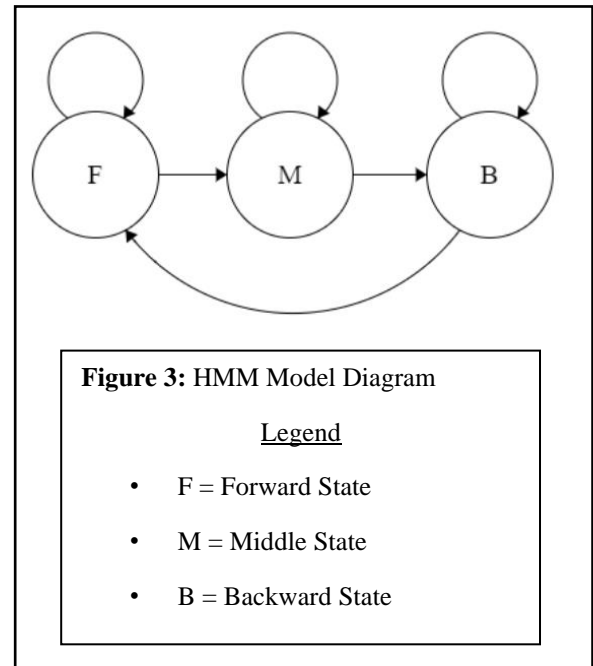 F M B
Figure 3: HMM Model Diagram
Legend
• F = Forward State
• M = Middle State
• B = Backward State